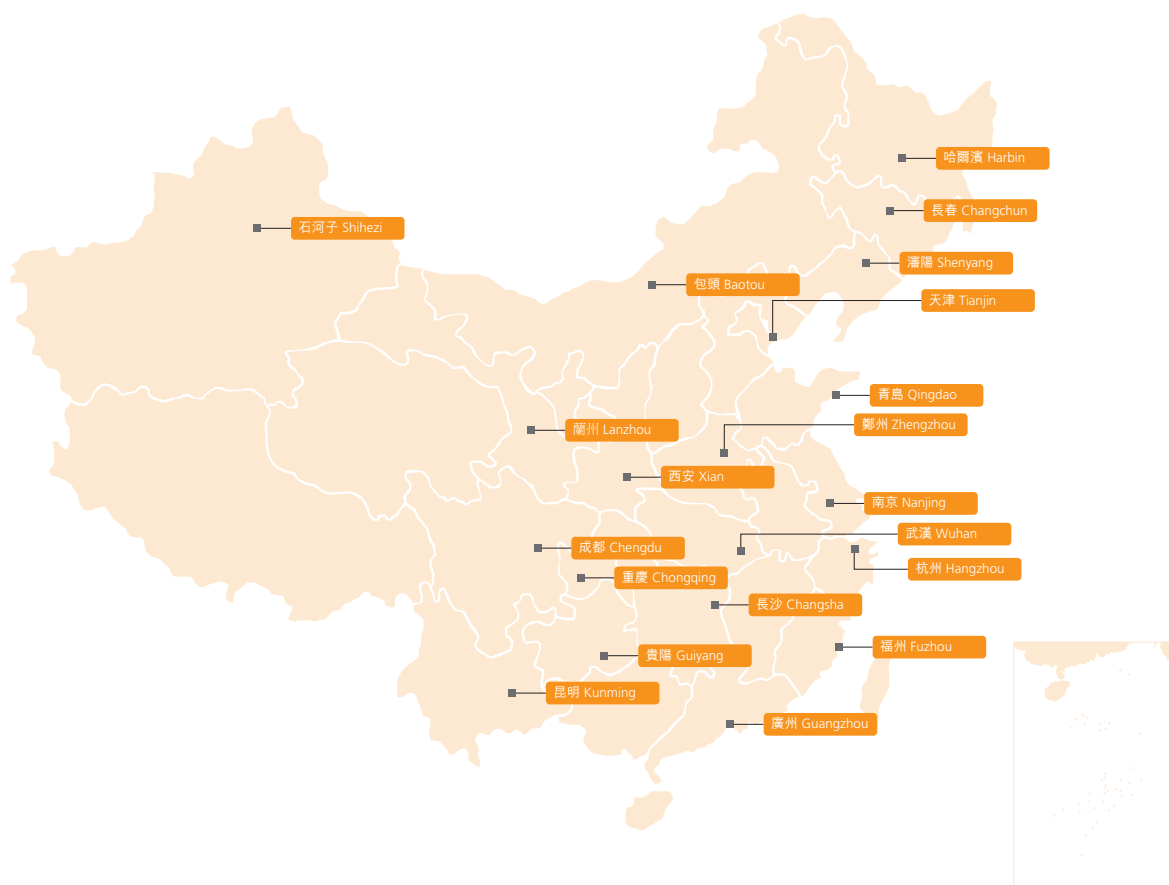 哈爾濱 Harbin
長春 Changchun
石河子 Shihezi
瀋陽 Shenyang
包頭 Baotou
天津 Tianjin
青島 Qingdao
鄭州 Zhengzhou
蘭州 Lanzhou
西安 Xian
南京 Nanjing
武漢 Wuhan
成都 Chengdu
杭州 Hangzhou
重慶 Chongqing
長沙 Changsha
福州 Fuzhou
貴陽 Guiyang
昆明 Kunming
廣州 Guangzhou